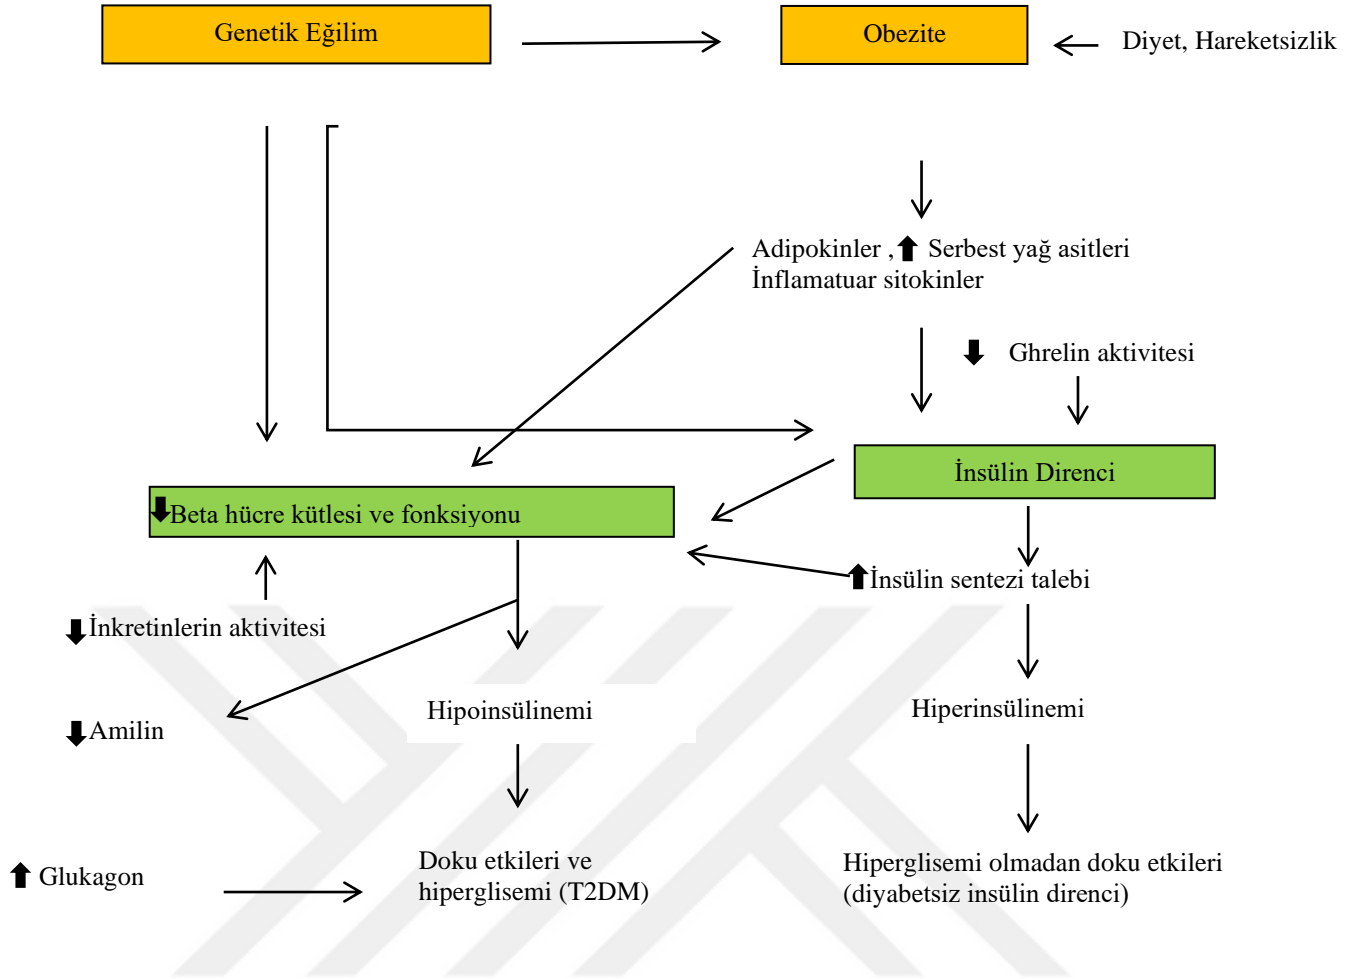 Genetik Eğilim
Obezite
Diyet, Hareketsizlik
Adipokinler , Serbest yağ asitleri
İnflamatuar sitokinler
Ghrelin aktivitesi
İnsülin Direnci
Beta hücre kütlesi ve fonksiyonu
İnsülin sentezi talebi
İnkretinlerin aktivitesi
Hipoinsülinemi
Hiperinsülinemi
Amilin
Doku etkileri ve
hiperglisemi (T2DM)
Hiperglisemi olmadan doku etkileri
(diyabetsiz insülin direnci)
Glukagon